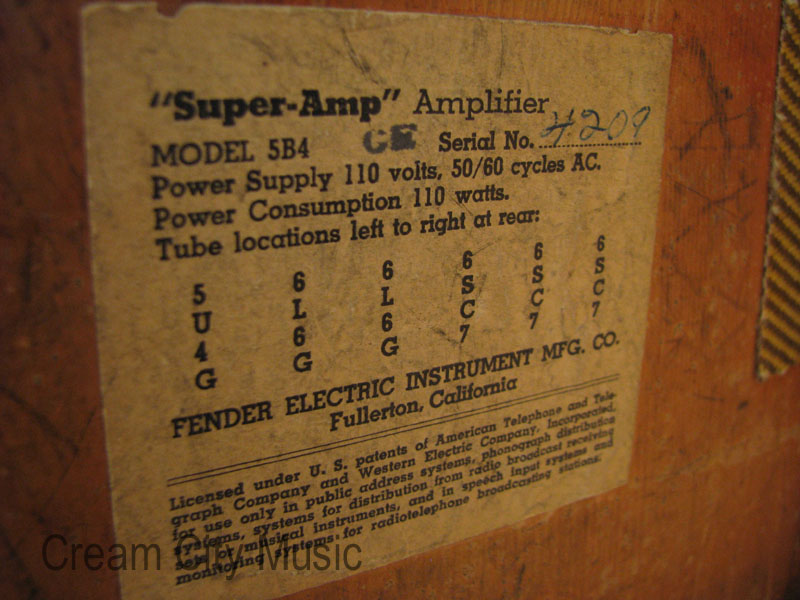 "Super-Amp" Amplifier
MODEL 5B4 CE Serial No. 4209
Power Supply 110 volts, 50/60 cycles AC.
Power Consumption 110 watts.
Tube locations left to right at rear:
5 6 6 6 6 6
U L L S S S
4 6 6 C C C
G G G 7 7 7
FENDER ELECTRIC INSTRUMENT MFG. CO.
Fullerton, California
Licensed under U. S. patents of American Telephone and Tele-
graph Company and Western Electric Company, Incorporated,
for use only in public address systems, phonograph distribution
systems, systems for distribution from radio broadcast receiving
sets or musical instruments, and in speech input systems and
monitoring systems for radiotelephone broadcasting stations.
Cream City Music